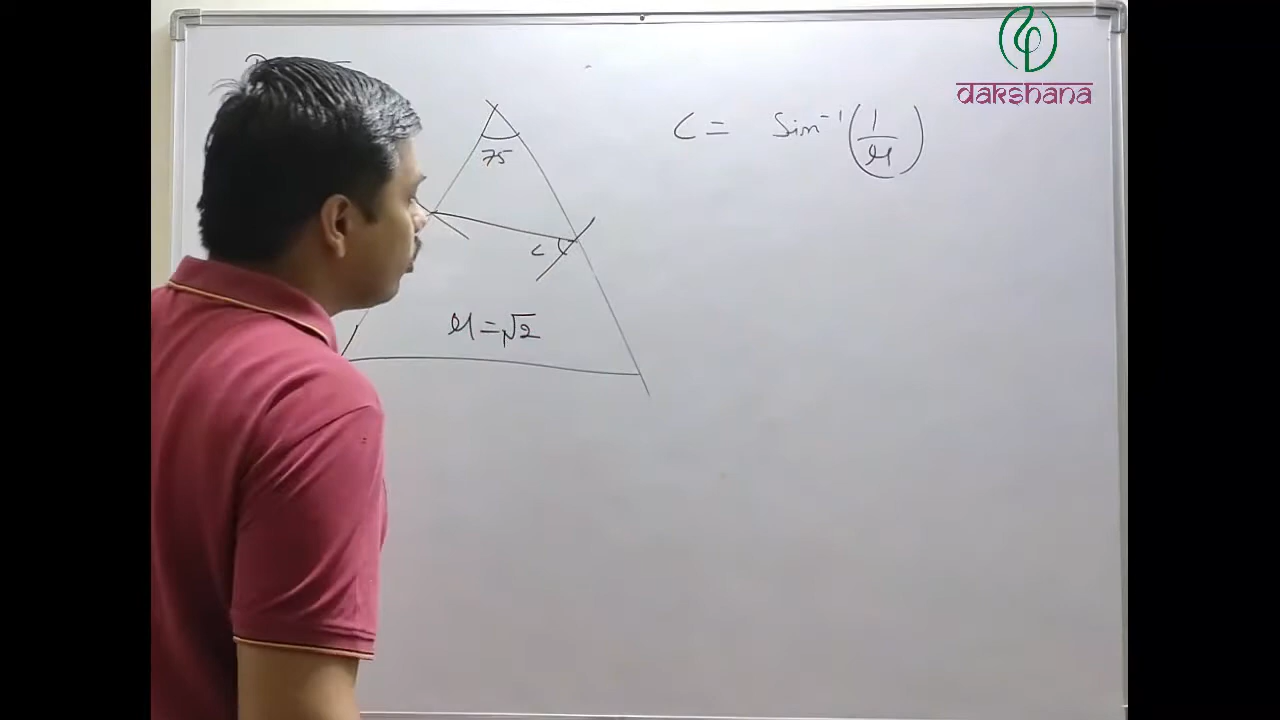 dakshana
C = Sin⁻¹(1/μ)
75
C
μ = √2